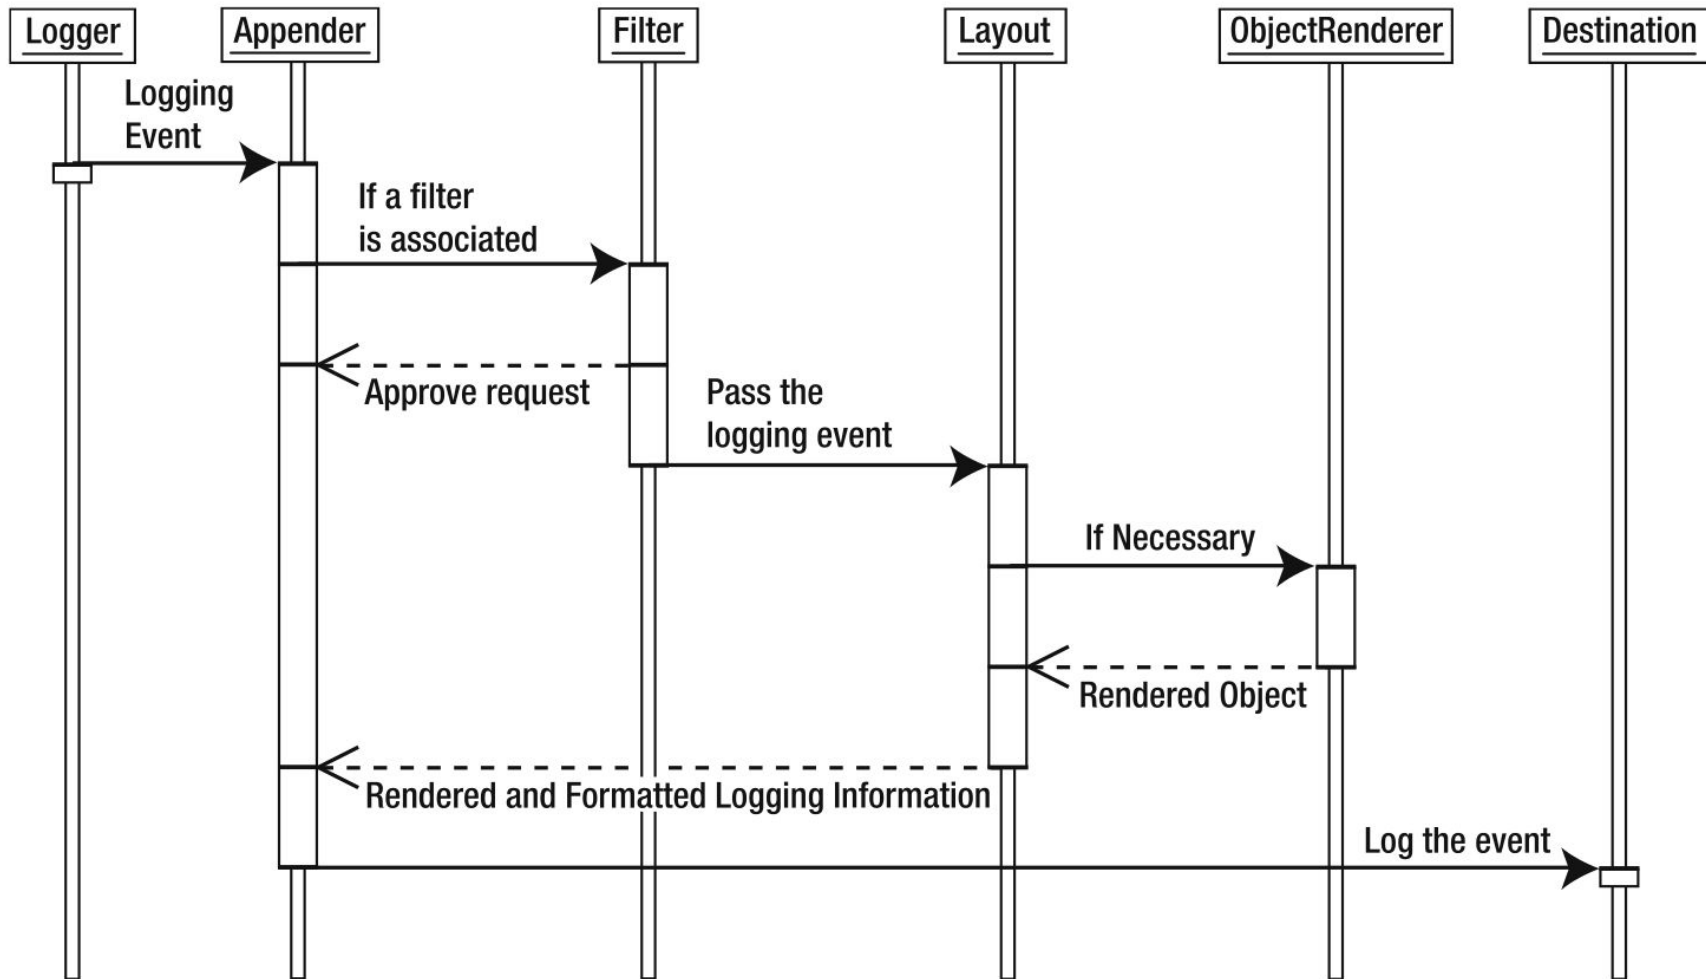 Logger
Appender
Filter
Layout
ObjectRenderer
Destination
Logging
Event
If a filter
is associated
Approve request
Pass the
logging event
If Necessary
Rendered Object
Rendered and Formatted Logging Information
Log the event